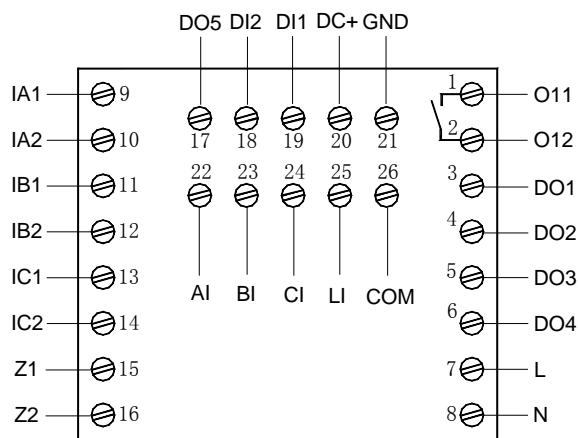 DO5 DI2 DI1 DC+ GND
IA1 9 1 O11
IA2 10 17 18 19 20 21 2 O12
22 23 24 25 26
IB1 11 3 DO1
IB2 12 4 DO2
IC1 13 5 DO3
AI BI CI LI COM
IC2 14 6 DO4
Z1 15 7 L
Z2 16 8 N